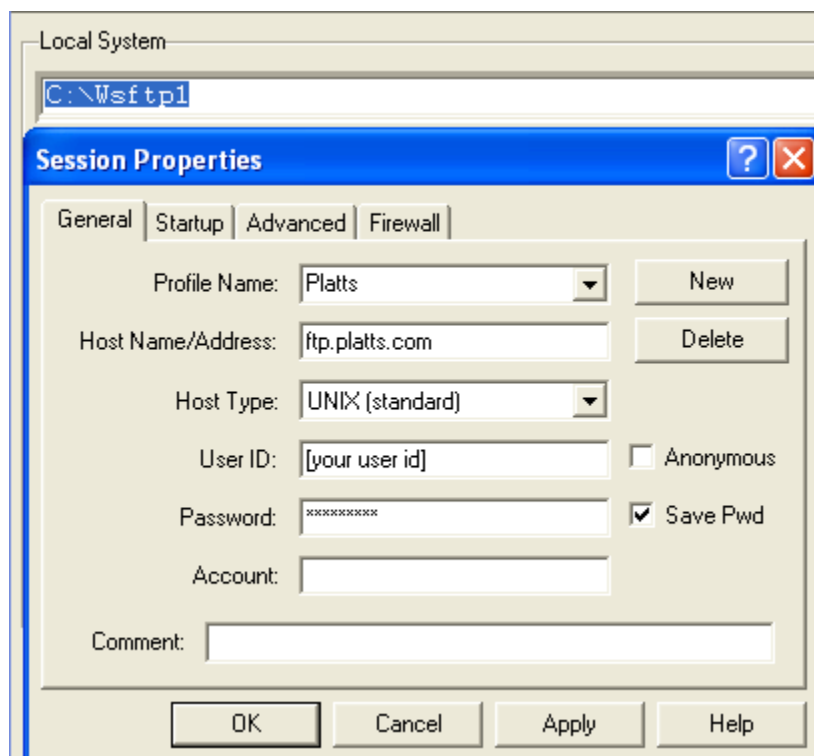 Local System
C:\Wsftp1
Session Properties
General Startup Advanced Firewall
Profile Name: Platts New
Host Name/Address: ftp.platts.com Delete
Host Type: UNIX (standard)
User ID: [your user id] Anonymous
Password: ********* Save Pwd
Account:
Comment:
OK Cancel Apply Help